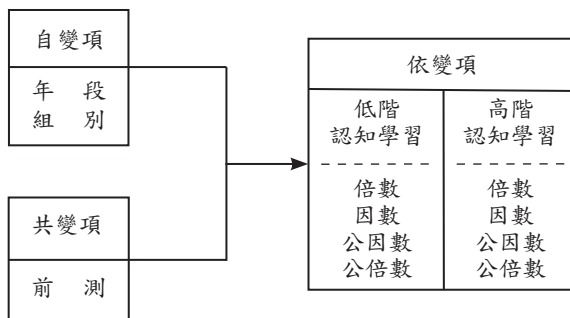 自變項
年 段
組 別
共變項
前 測
依變項
低階
認知學習
倍數
因數
公因數
公倍數
高階
認知學習
倍數
因數
公因數
公倍數